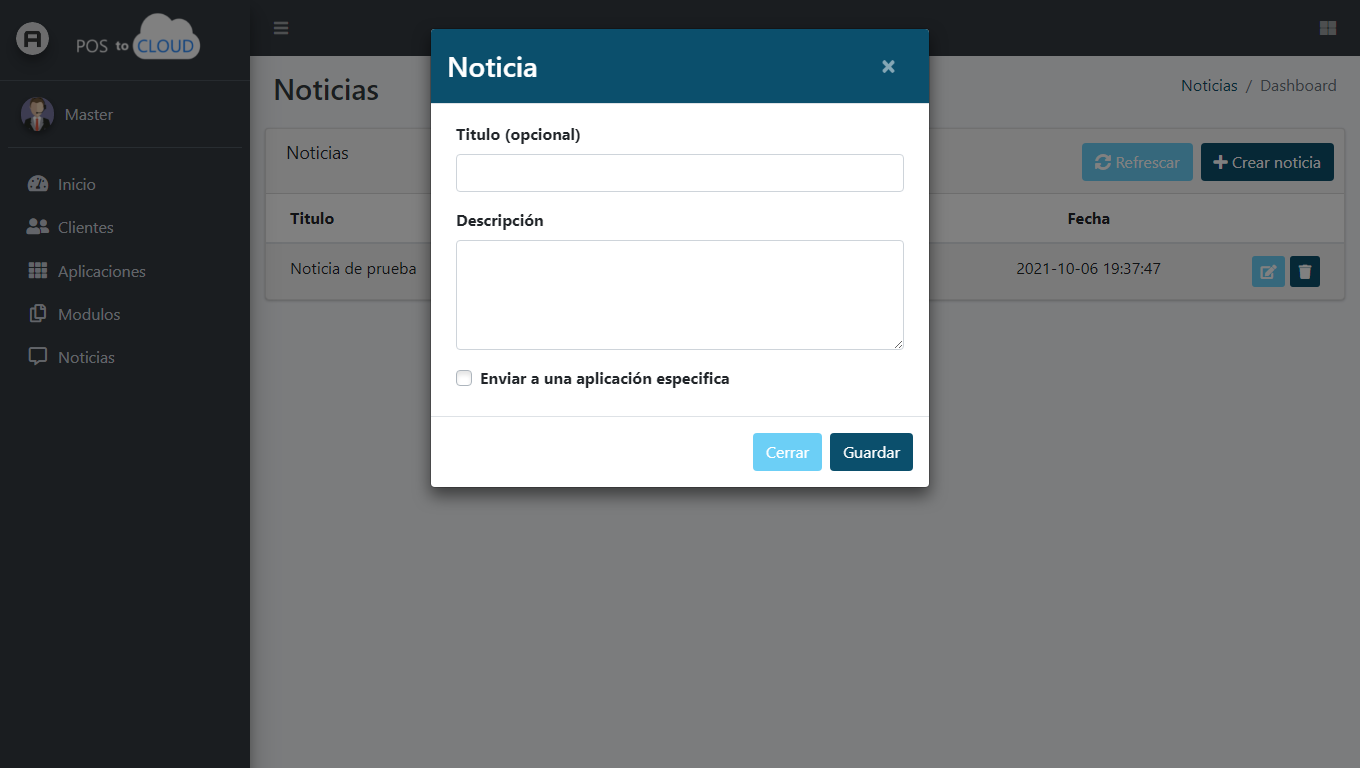 A
POS to CLOUD
Master
Inicio
Clientes
Aplicaciones
Modulos
Noticias
Noticias
Noticias / Dashboard
Noticias
Refrescar
Crear noticia
Titulo
Fecha
Noticia de prueba
2021-10-06 19:37:47
Noticia
×
Titulo (opcional)
Descripción
Enviar a una aplicación especifica
Cerrar
Guardar